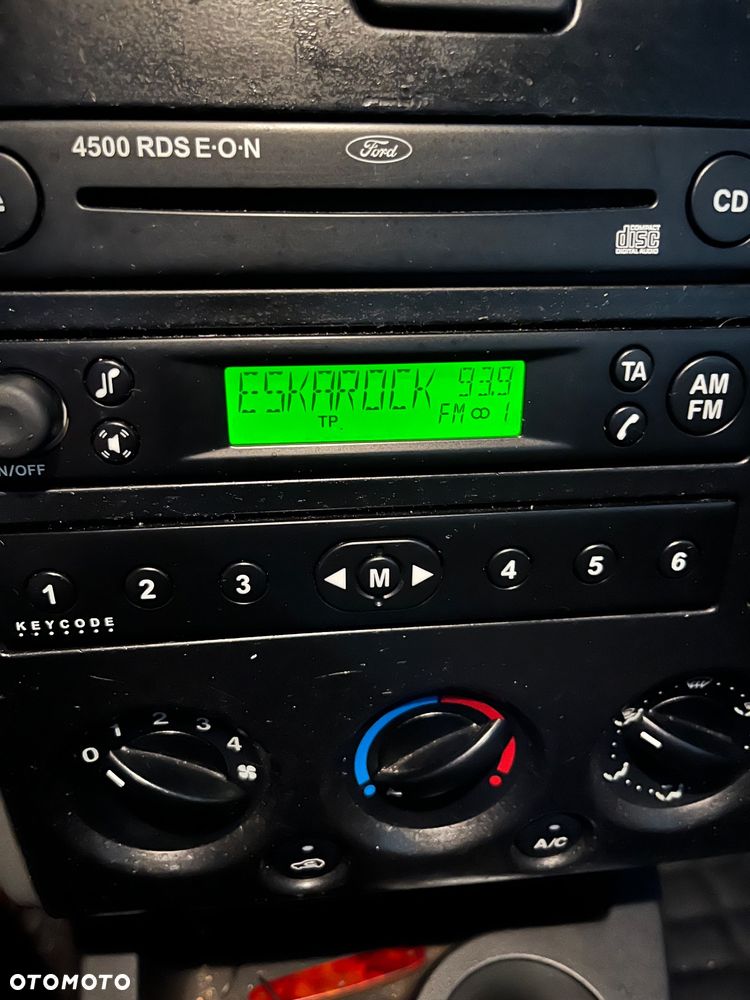 4500 RDS E·O·N
Ford
CD
COMPACT
disc
DIGITAL AUDIO
ESKAROCK 93.9
TP FM 1
TA
AM
FM
N/OFF
1 2 3 M 4 5 6
KEYCODE
0 1 2 3 4
A/C
OTOMOTO